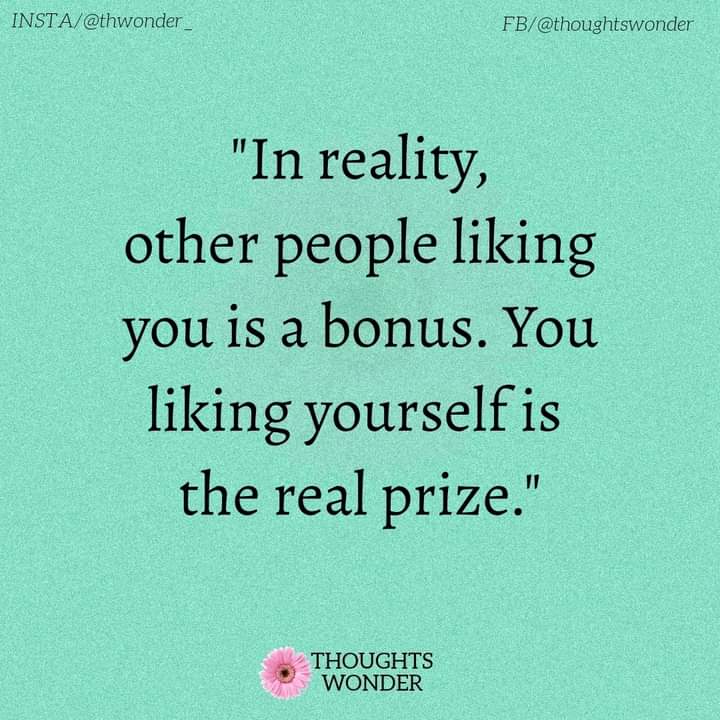 INSTA/@thwonder_
FB/@thoughtswonder
"In reality,
other people liking
you is a bonus. You
liking yourself is
the real prize."
THOUGHTS
WONDER